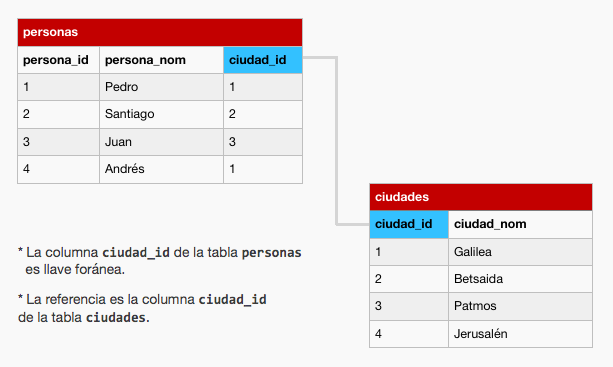 personas
persona_id persona_nom ciudad_id
1 Pedro 1
2 Santiago 2
3 Juan 3
4 Andrés 1
ciudades
ciudad_id ciudad_nom
1 Galilea
2 Betsaida
3 Patmos
4 Jerusalén
* La columna ciudad_id de la tabla personas
es llave foránea.
* La referencia es la columna ciudad_id
de la tabla ciudades.